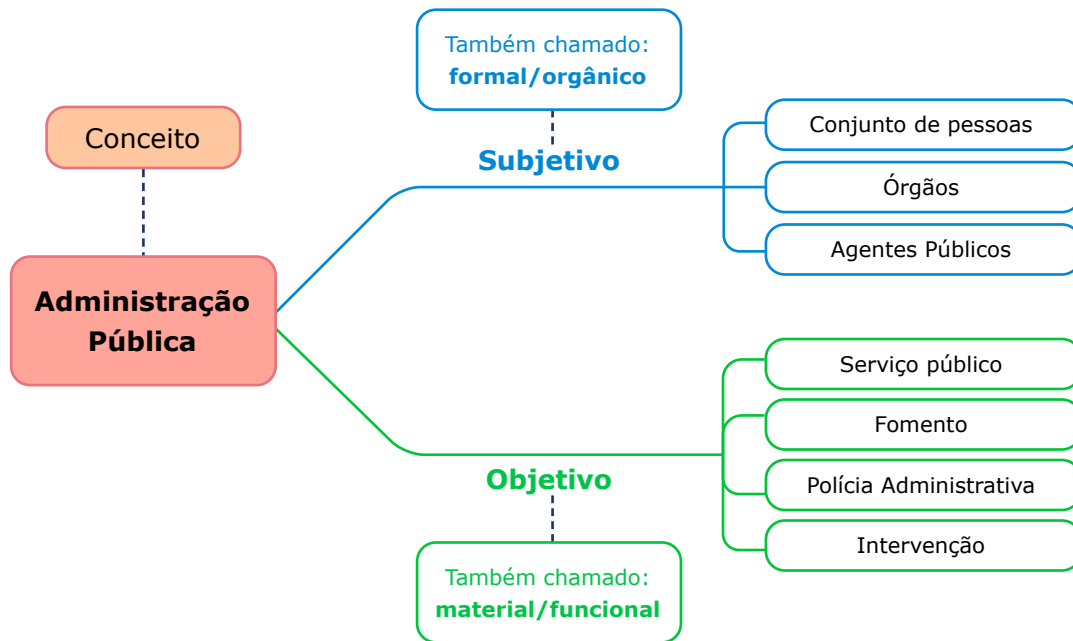 Também chamado:
formal/orgânico
Conceito
Subjetivo
Conjunto de pessoas
Órgãos
Agentes Públicos
Administração
Pública
Serviço público
Fomento
Polícia Administrativa
Intervenção
Objetivo
Também chamado:
material/funcional